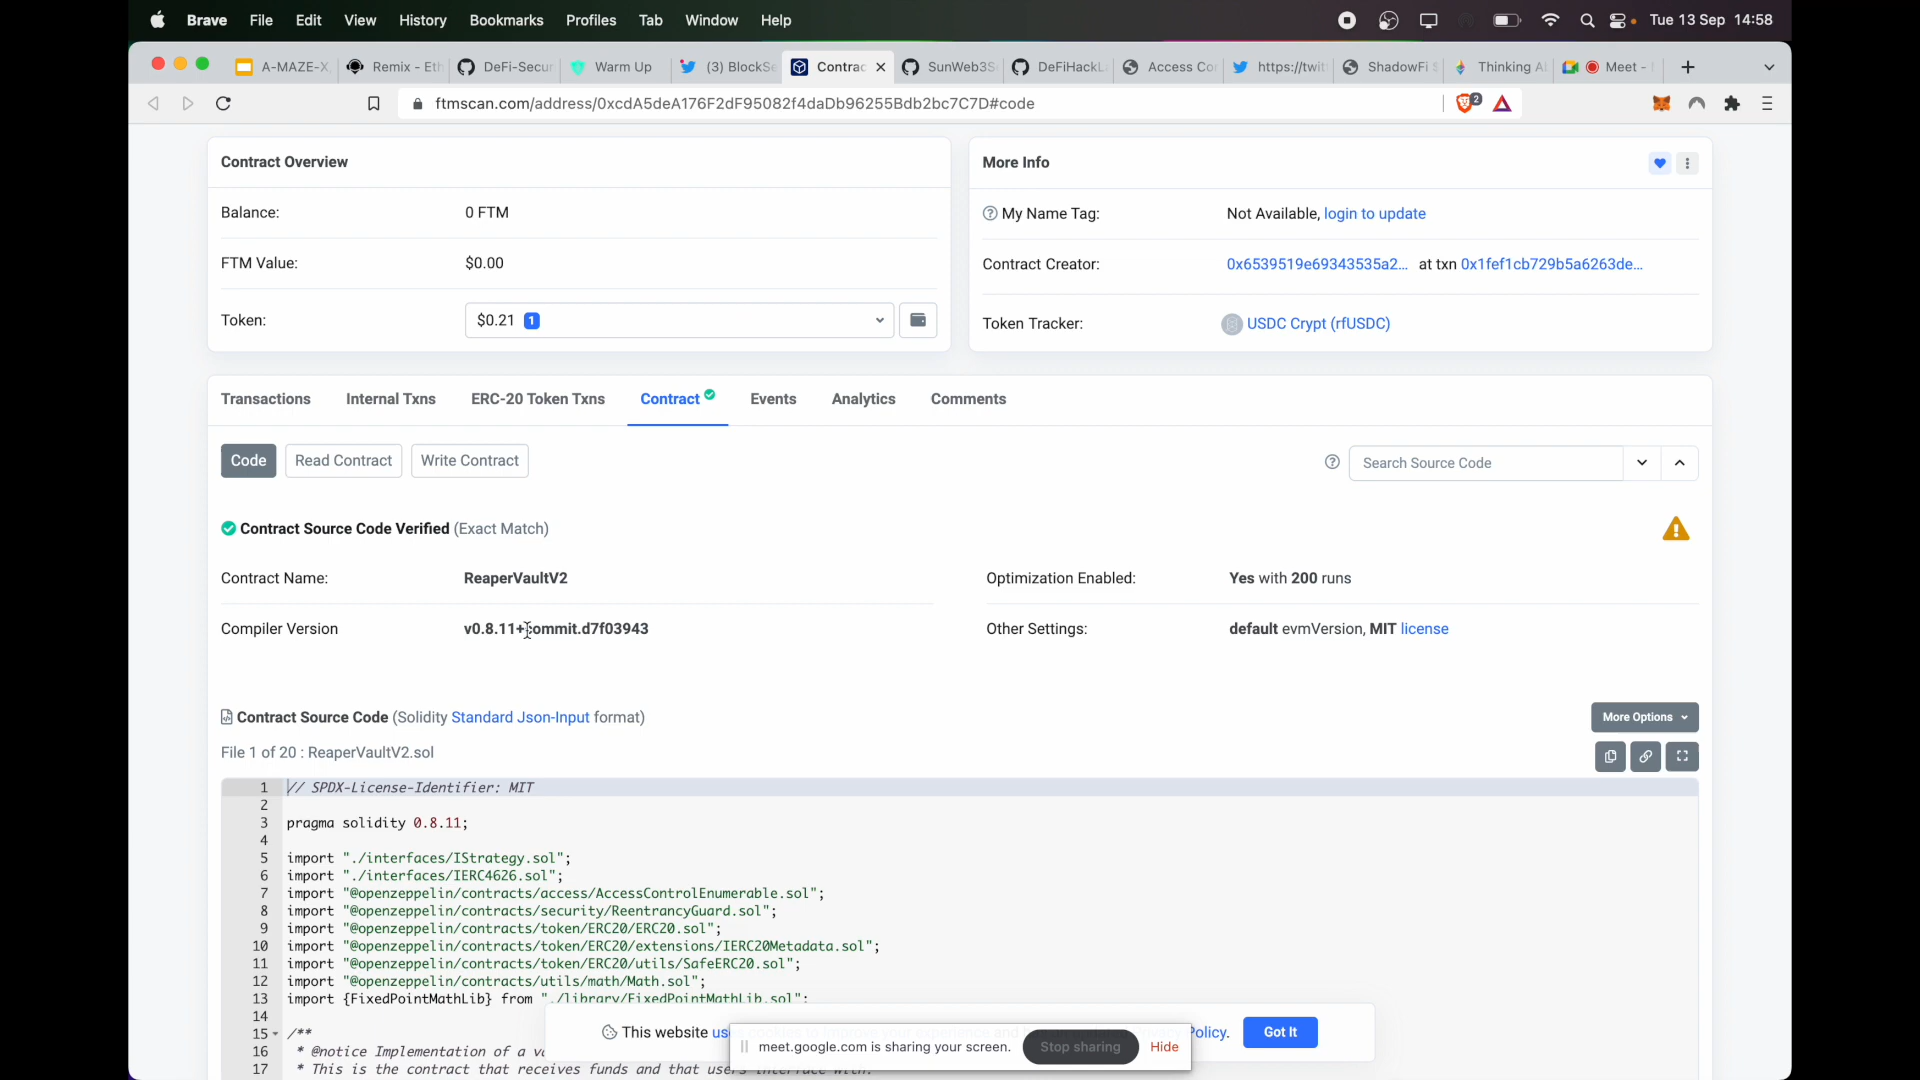 Brave File Edit View History Bookmarks Profiles Tab Window Help
Tue 13 Sep 14:58
A-MAZE-X
Remix - Eth
DeFi-Secur
Warm Up
(3) BlockSe
Contrac
SunWeb3S
DeFiHackL
Access Co
https://twit
ShadowFi
Thinking A
Meet -
ftmscan.com/address/0xcdA5deA176F2dF95082f4daDb96255Bdb2bc7C7D#code
2
Contract Overview
Balance: 0 FTM
FTM Value: $0.00
Token: $0.21 1
More Info
My Name Tag: Not Available, login to update
Contract Creator: 0x6539519e69343535a2... at txn 0x1fef1cb729b5a6263de...
Token Tracker: USDC Crypt (rfUSDC)
Transactions Internal Txns ERC-20 Token Txns Contract Events Analytics Comments
Code Read Contract Write Contract
Search Source Code
Contract Source Code Verified (Exact Match)
Contract Name: ReaperVaultV2
Optimization Enabled: Yes with 200 runs
Compiler Version v0.8.11+commit.d7f03943
Other Settings: default evmVersion, MIT license
Contract Source Code (Solidity Standard Json-Input format)
More Options
File 1 of 20 : ReaperVaultV2.sol
1 // SPDX-License-Identifier: MIT
2
3 pragma solidity 0.8.11;
4
5 import "./interfaces/IStrategy.sol";
6 import "./interfaces/IERC4626.sol";
7 import "@openzeppelin/contracts/access/AccessControlEnumerable.sol";
8 import "@openzeppelin/contracts/security/ReentrancyGuard.sol";
9 import "@openzeppelin/contracts/token/ERC20/ERC20.sol";
10 import "@openzeppelin/contracts/token/ERC20/extensions/IERC20Metadata.sol";
11 import "@openzeppelin/contracts/token/ERC20/utils/SafeERC20.sol";
12 import "@openzeppelin/contracts/utils/math/Math.sol";
13 import {FixedPointMathLib} from "./library/FixedPointMathLib.sol";
14
15 /**
16 * @notice Implementation of a v
17 * This is the contract that receives funds and that users interface with.
This website us
Policy.
Got It
meet.google.com is sharing your screen.
Stop sharing
Hide